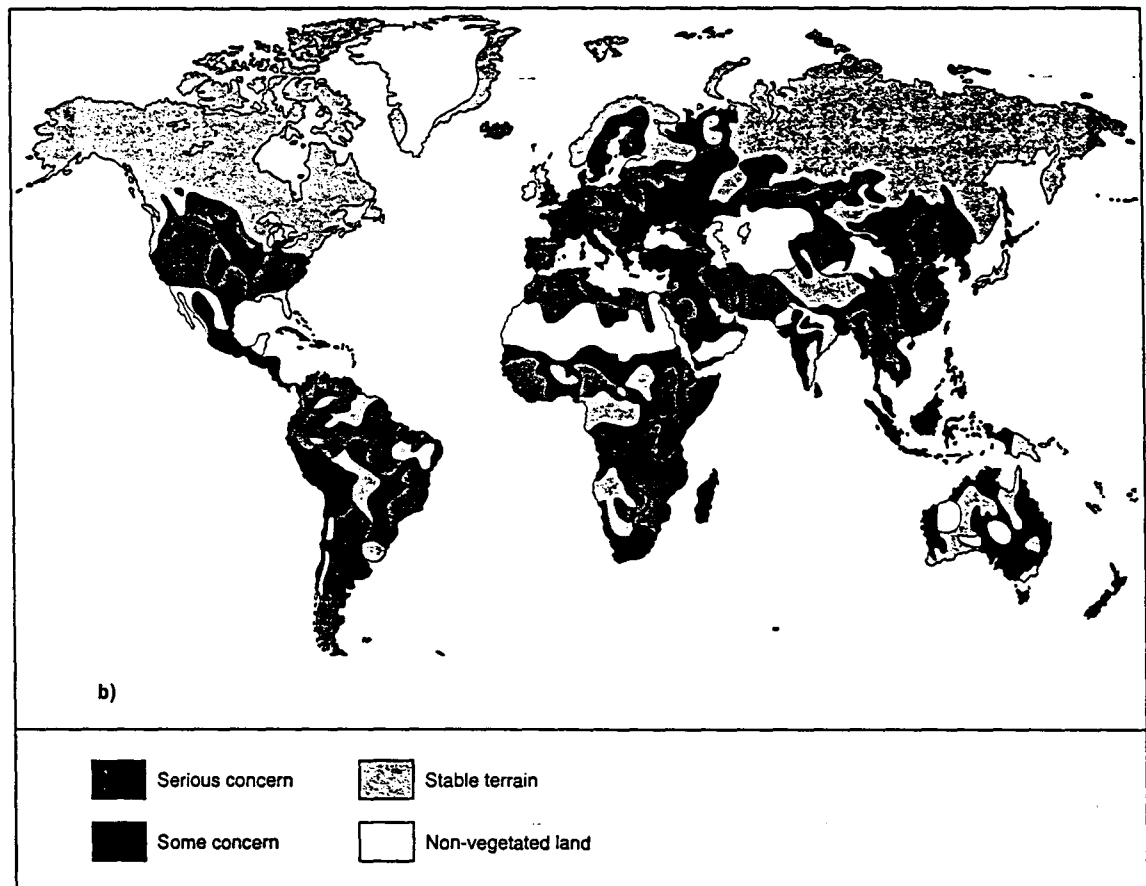 b)
Serious concern
Stable terrain
Some concern
Non-vegetated land